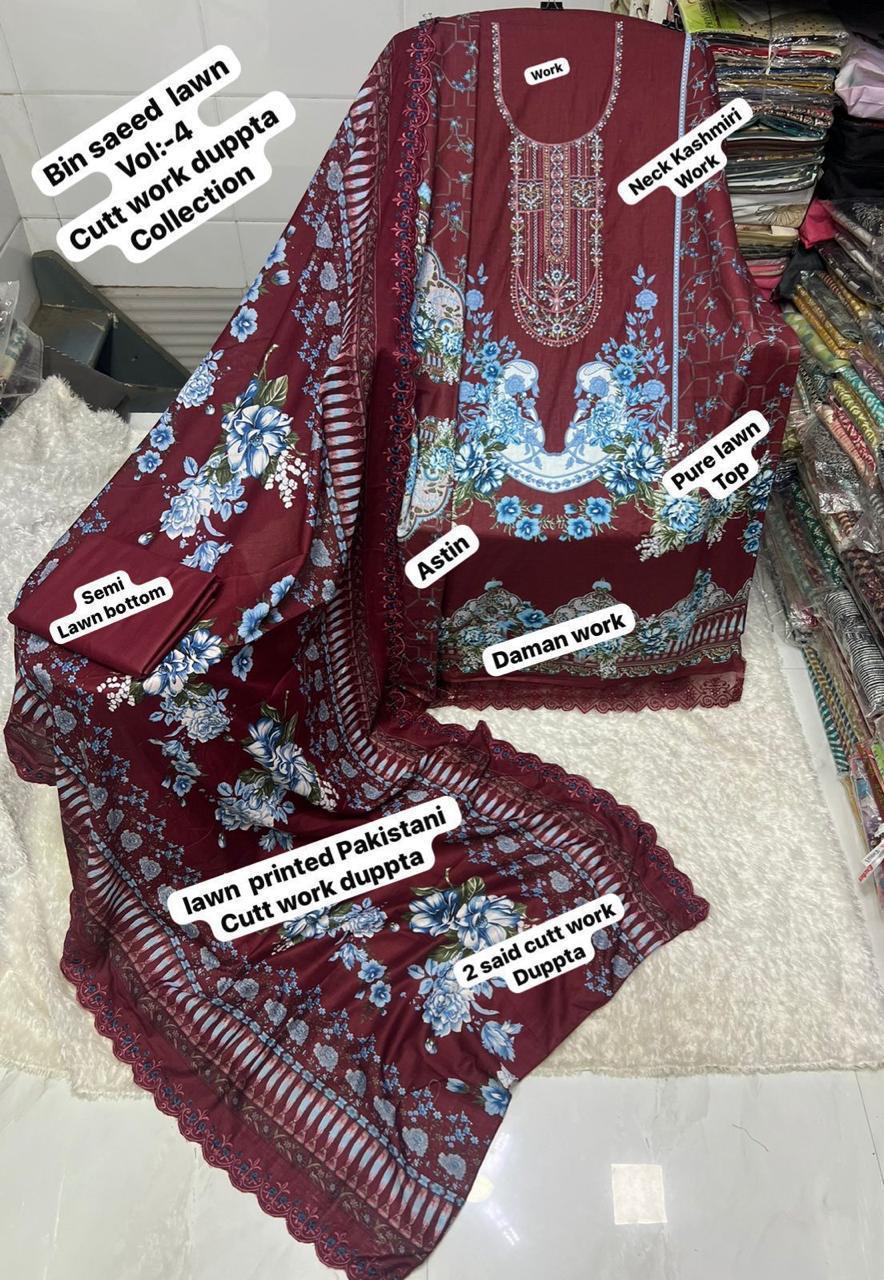 Bin saeed lawn
Vol:-4
Cutt work duppta
Collection
Work
Neck Kashmiri
Work
Pure lawn
Top
Astin
Semi
Lawn bottom
Daman work
lawn printed Pakistani
Cutt work duppta
2 said cutt work
Duppta